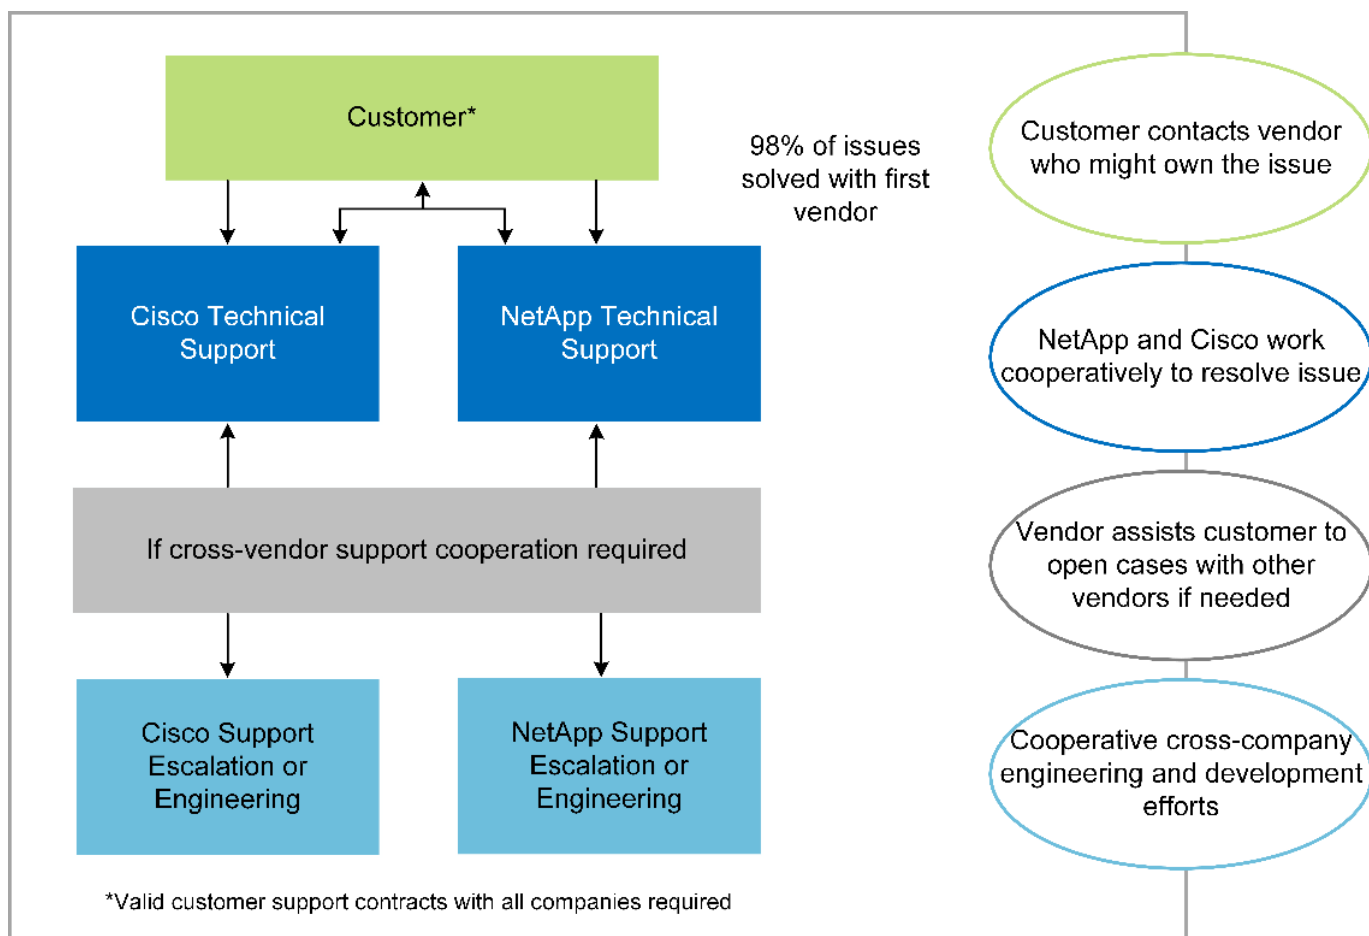 Customer*
98% of issues
solved with first
vendor
Cisco Technical
Support
NetApp Technical
Support
If cross-vendor support cooperation required
Cisco Support
Escalation or
Engineering
NetApp Support
Escalation or
Engineering
*Valid customer support contracts with all companies required
Customer contacts vendor
who might own the issue
NetApp and Cisco work
cooperatively to resolve issue
Vendor assists customer to
open cases with other
vendors if needed
Cooperative cross-company
engineering and development
efforts